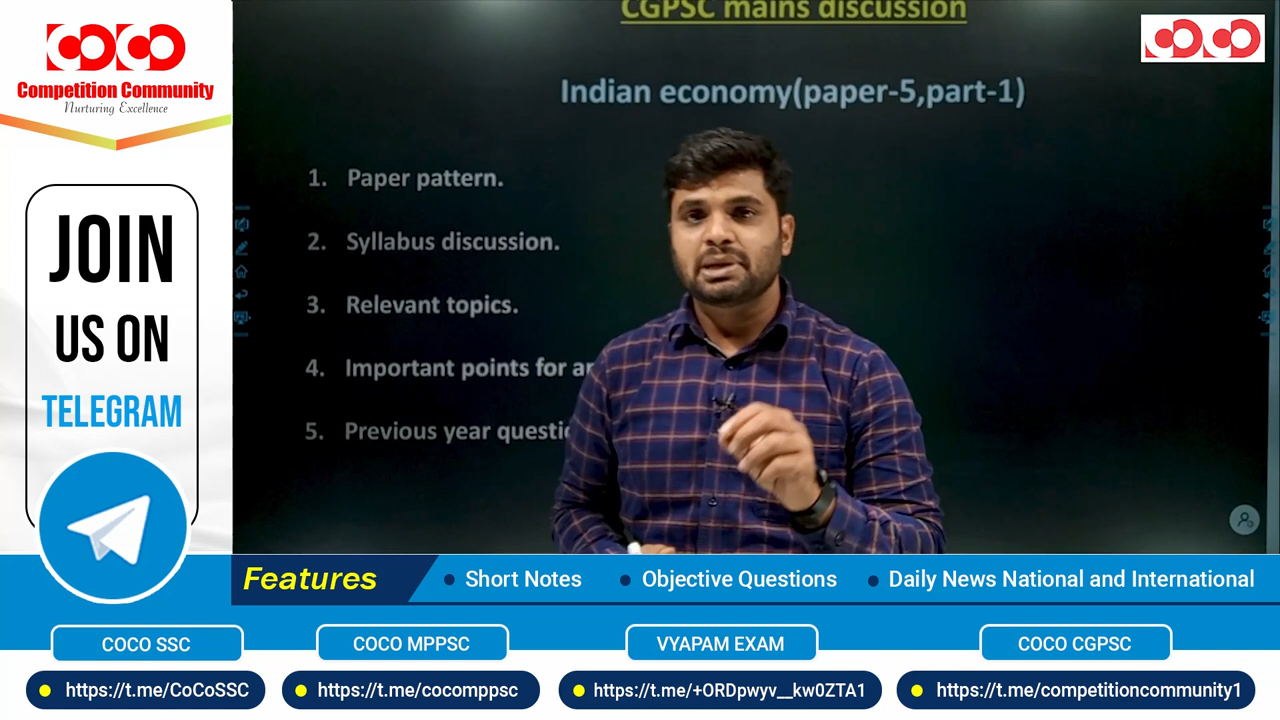 COCO
Competition Community
Nurturing Excellence
JOIN
US ON
TELEGRAM
CGPSC mains discussion
COCO
Indian economy(paper-5,part-1)
1. Paper pattern.
2. Syllabus discussion.
3. Relevant topics.
4. Important points for
5. Previous year
Features
• Short Notes
• Objective Questions
• Daily News National and International
COCO SSC
COCO MPPSC
VYAPAM EXAM
COCO CGPSC
https://t.me/CoCoSSC
https://t.me/cocomppsc
https://t.me/+ORDpwyv__kw0ZTA1
https://t.me/competitioncommunity1